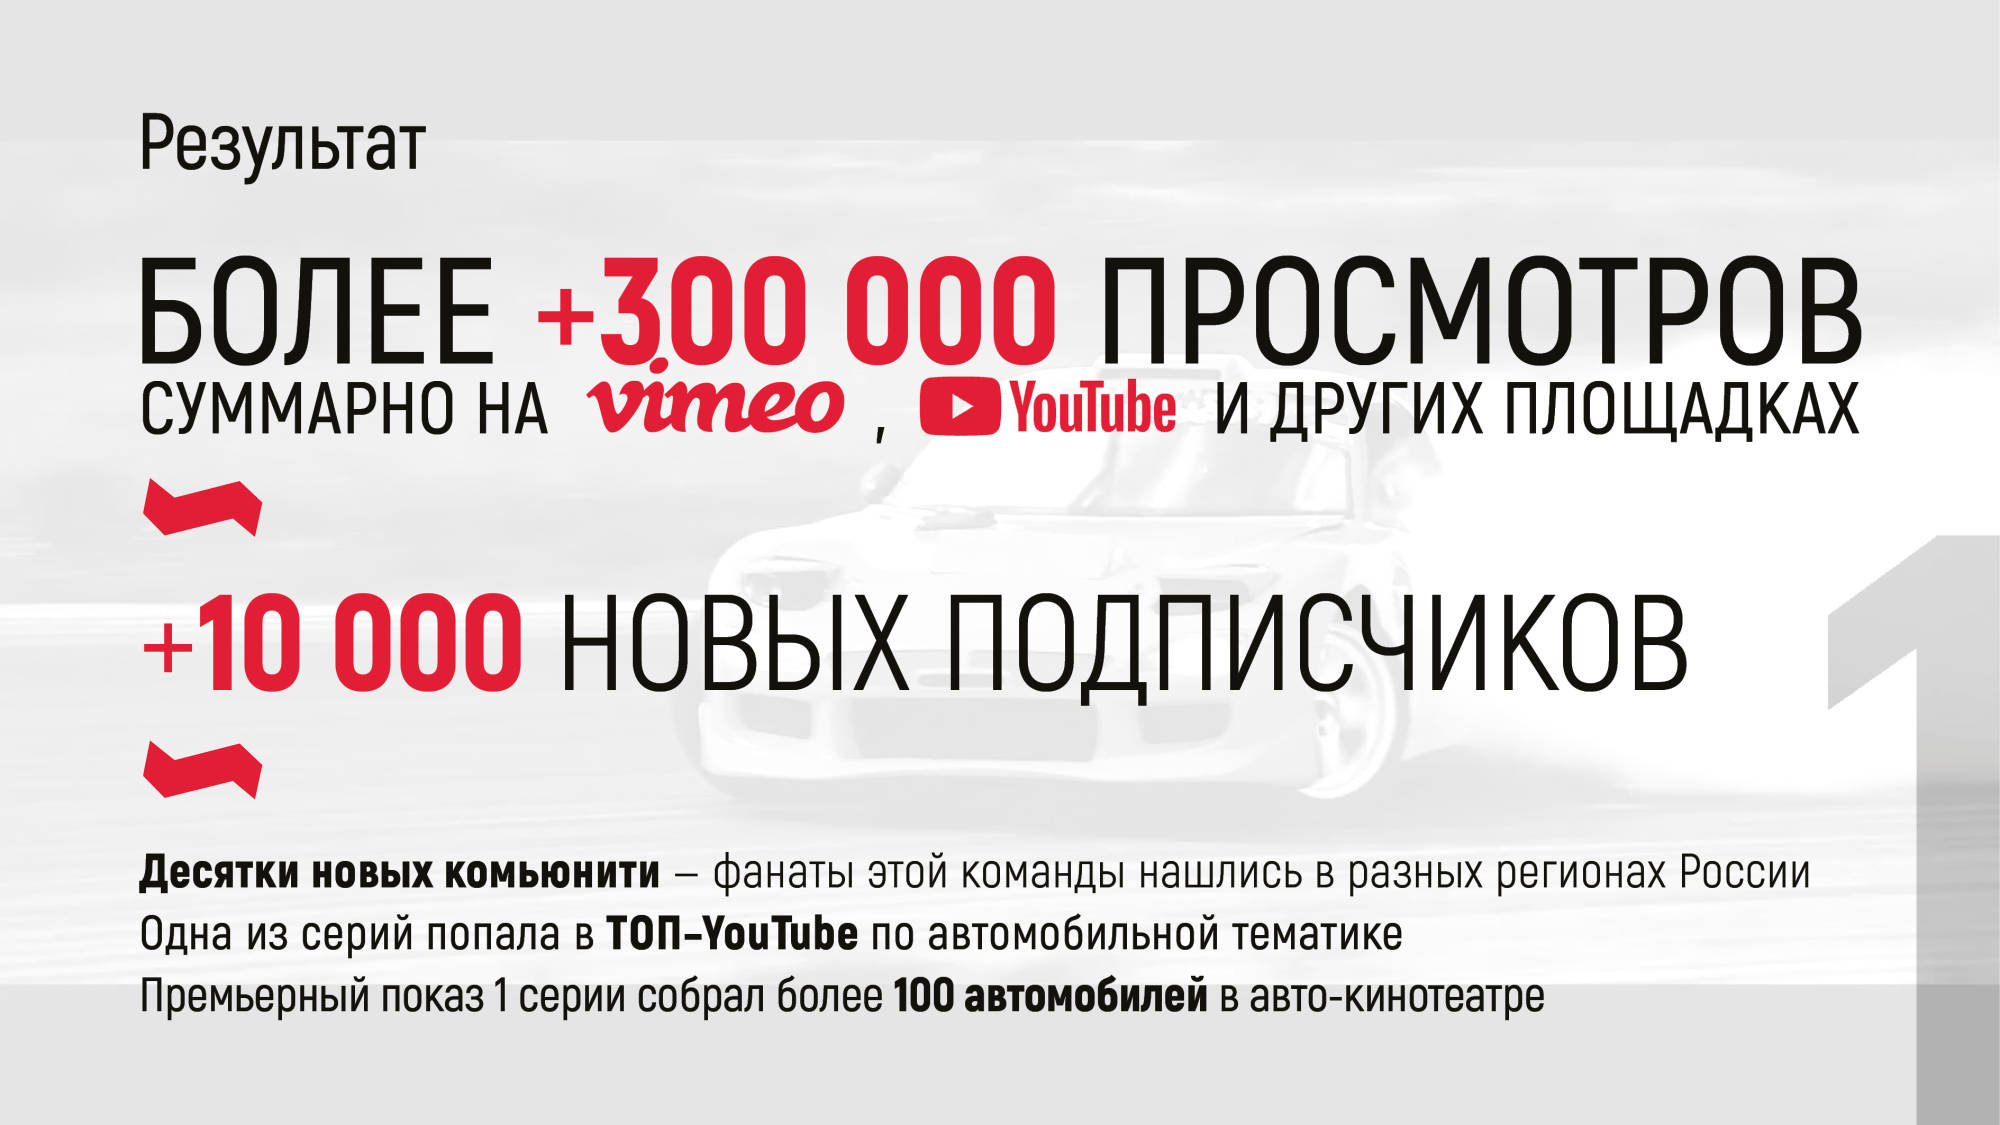 Результат
БОЛЕЕ +300 000 ПРОСМОТРОВ
СУММАРНО НА vimeo , YouTube И ДРУГИХ ПЛОЩАДКАХ
+10 000 НОВЫХ ПОДПИСЧИКОВ
1
Десятки новых комьюнити – фанаты этой команды нашлись в разных регионах России
Одна из серий попала в ТОП-YouTube по автомобильной тематике
Премьерный показ 1 серии собрал более 100 автомобилей в авто-кинотеатре